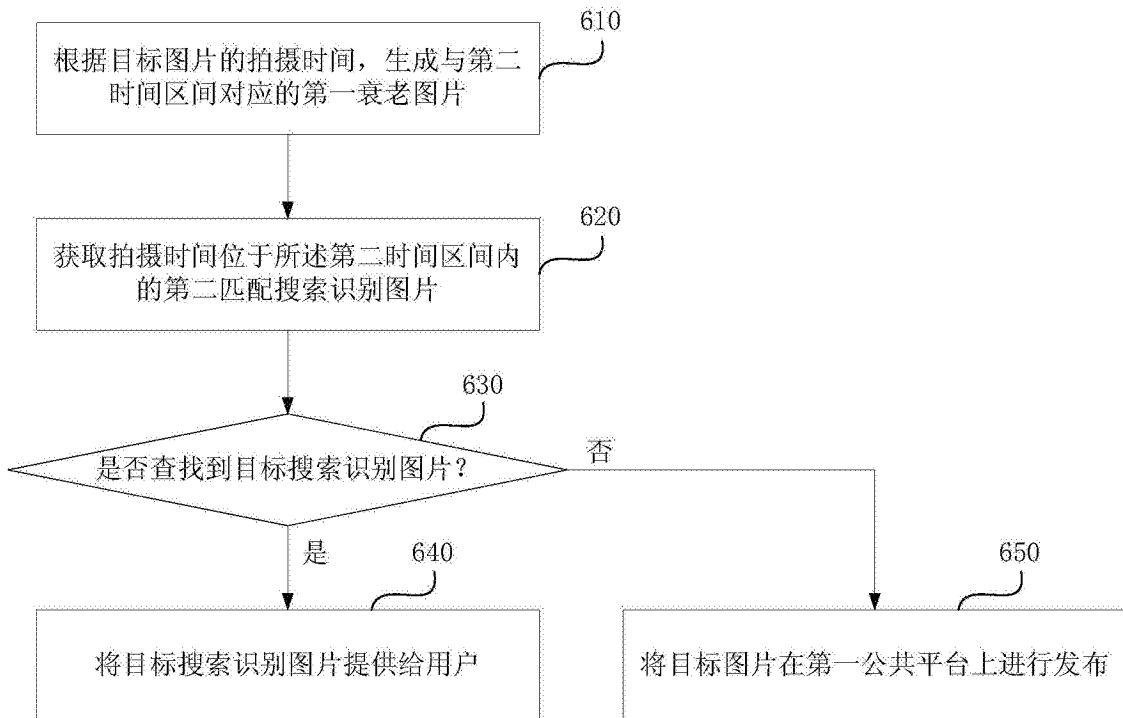 610
根据目标图片的拍摄时间，生成与第二
时间区间对应的第一衰老图片
620
获取拍摄时间位于所述第二时间区间内
的第二匹配搜索识别图片
630
是否查找到目标搜索识别图片？
否
是
640
650
将目标搜索识别图片提供给用户
将目标图片在第一公共平台上进行发布